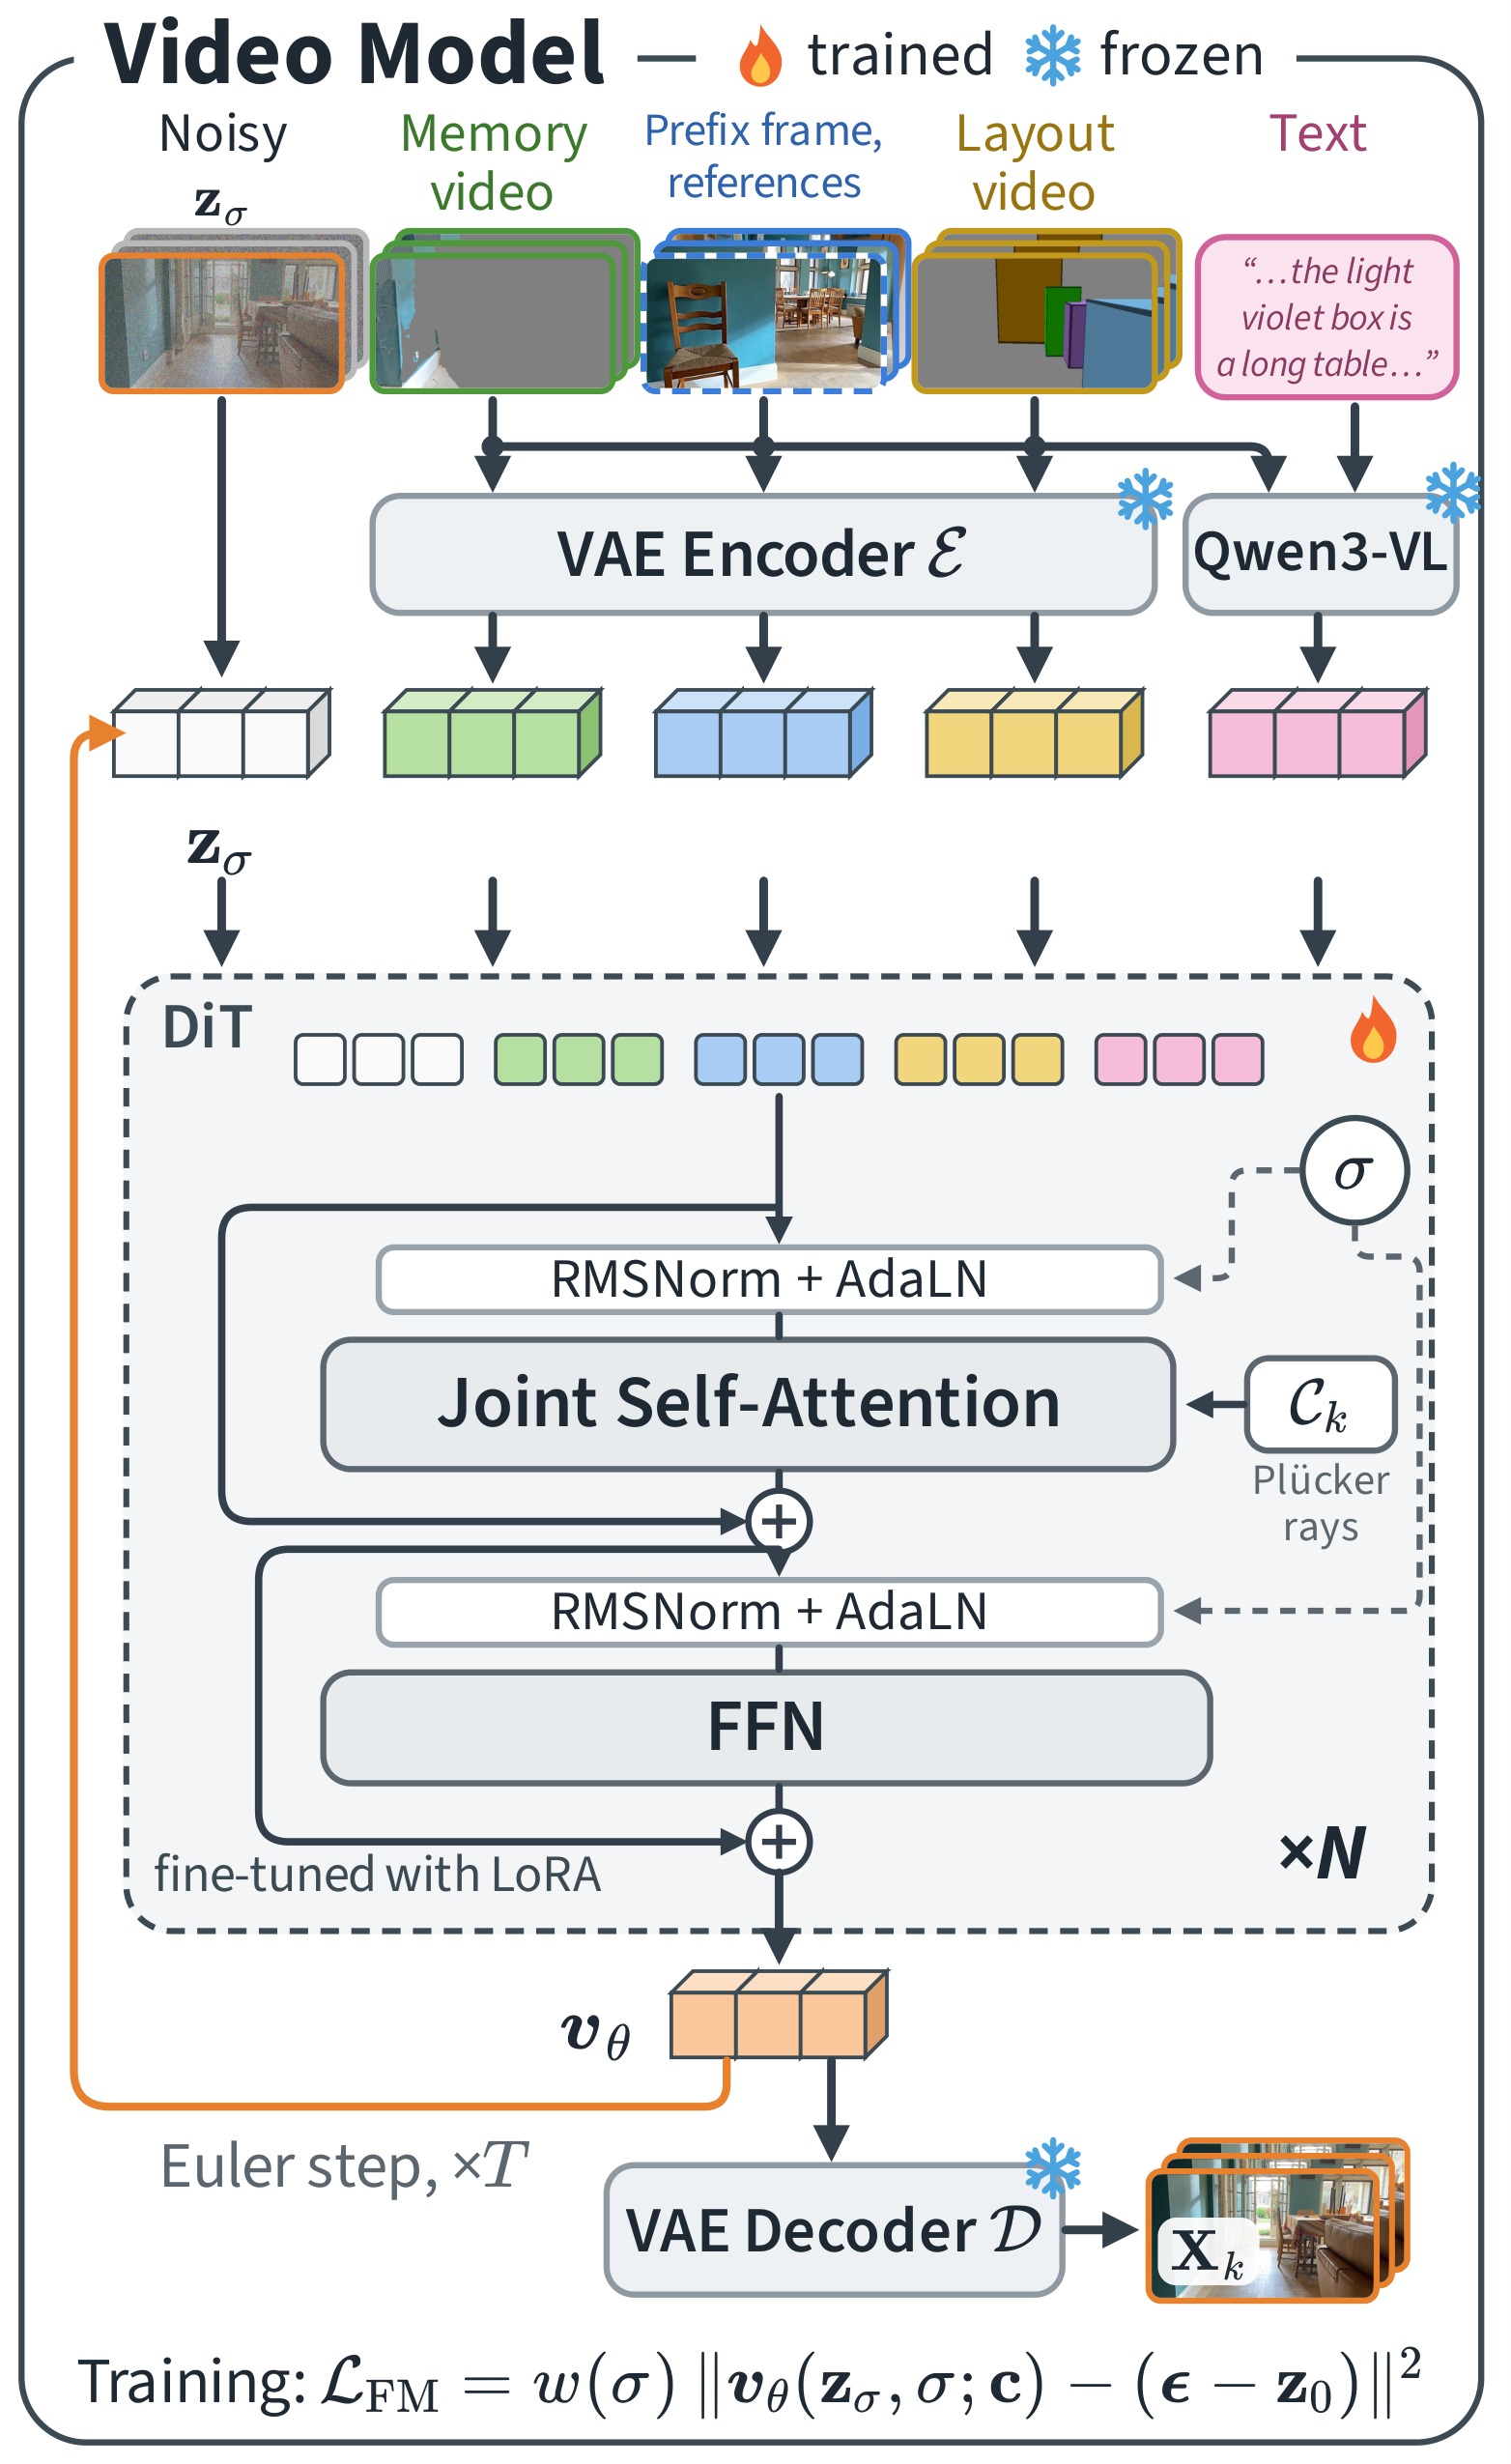 Video Model — trained frozen
Noisy
𝐳_σ
Memory
video
Prefix frame,
references
Layout
video
Text
“…the light
violet box is
a long table…”
VAE Encoder ℰ
Qwen3-VL
𝐳_σ
DiT
σ
RMSNorm + AdaLN
Joint Self-Attention
𝒞_k
Plücker
rays
+
RMSNorm + AdaLN
FFN
+
×N
fine-tuned with LoRA
𝒗_θ
Euler step, ×T
VAE Decoder 𝒟
𝐗_k
Training: ℒ_FM = w(σ) ‖𝒗_θ(𝐳_σ, σ; 𝐜) − (𝝐 − 𝐳_0)‖²